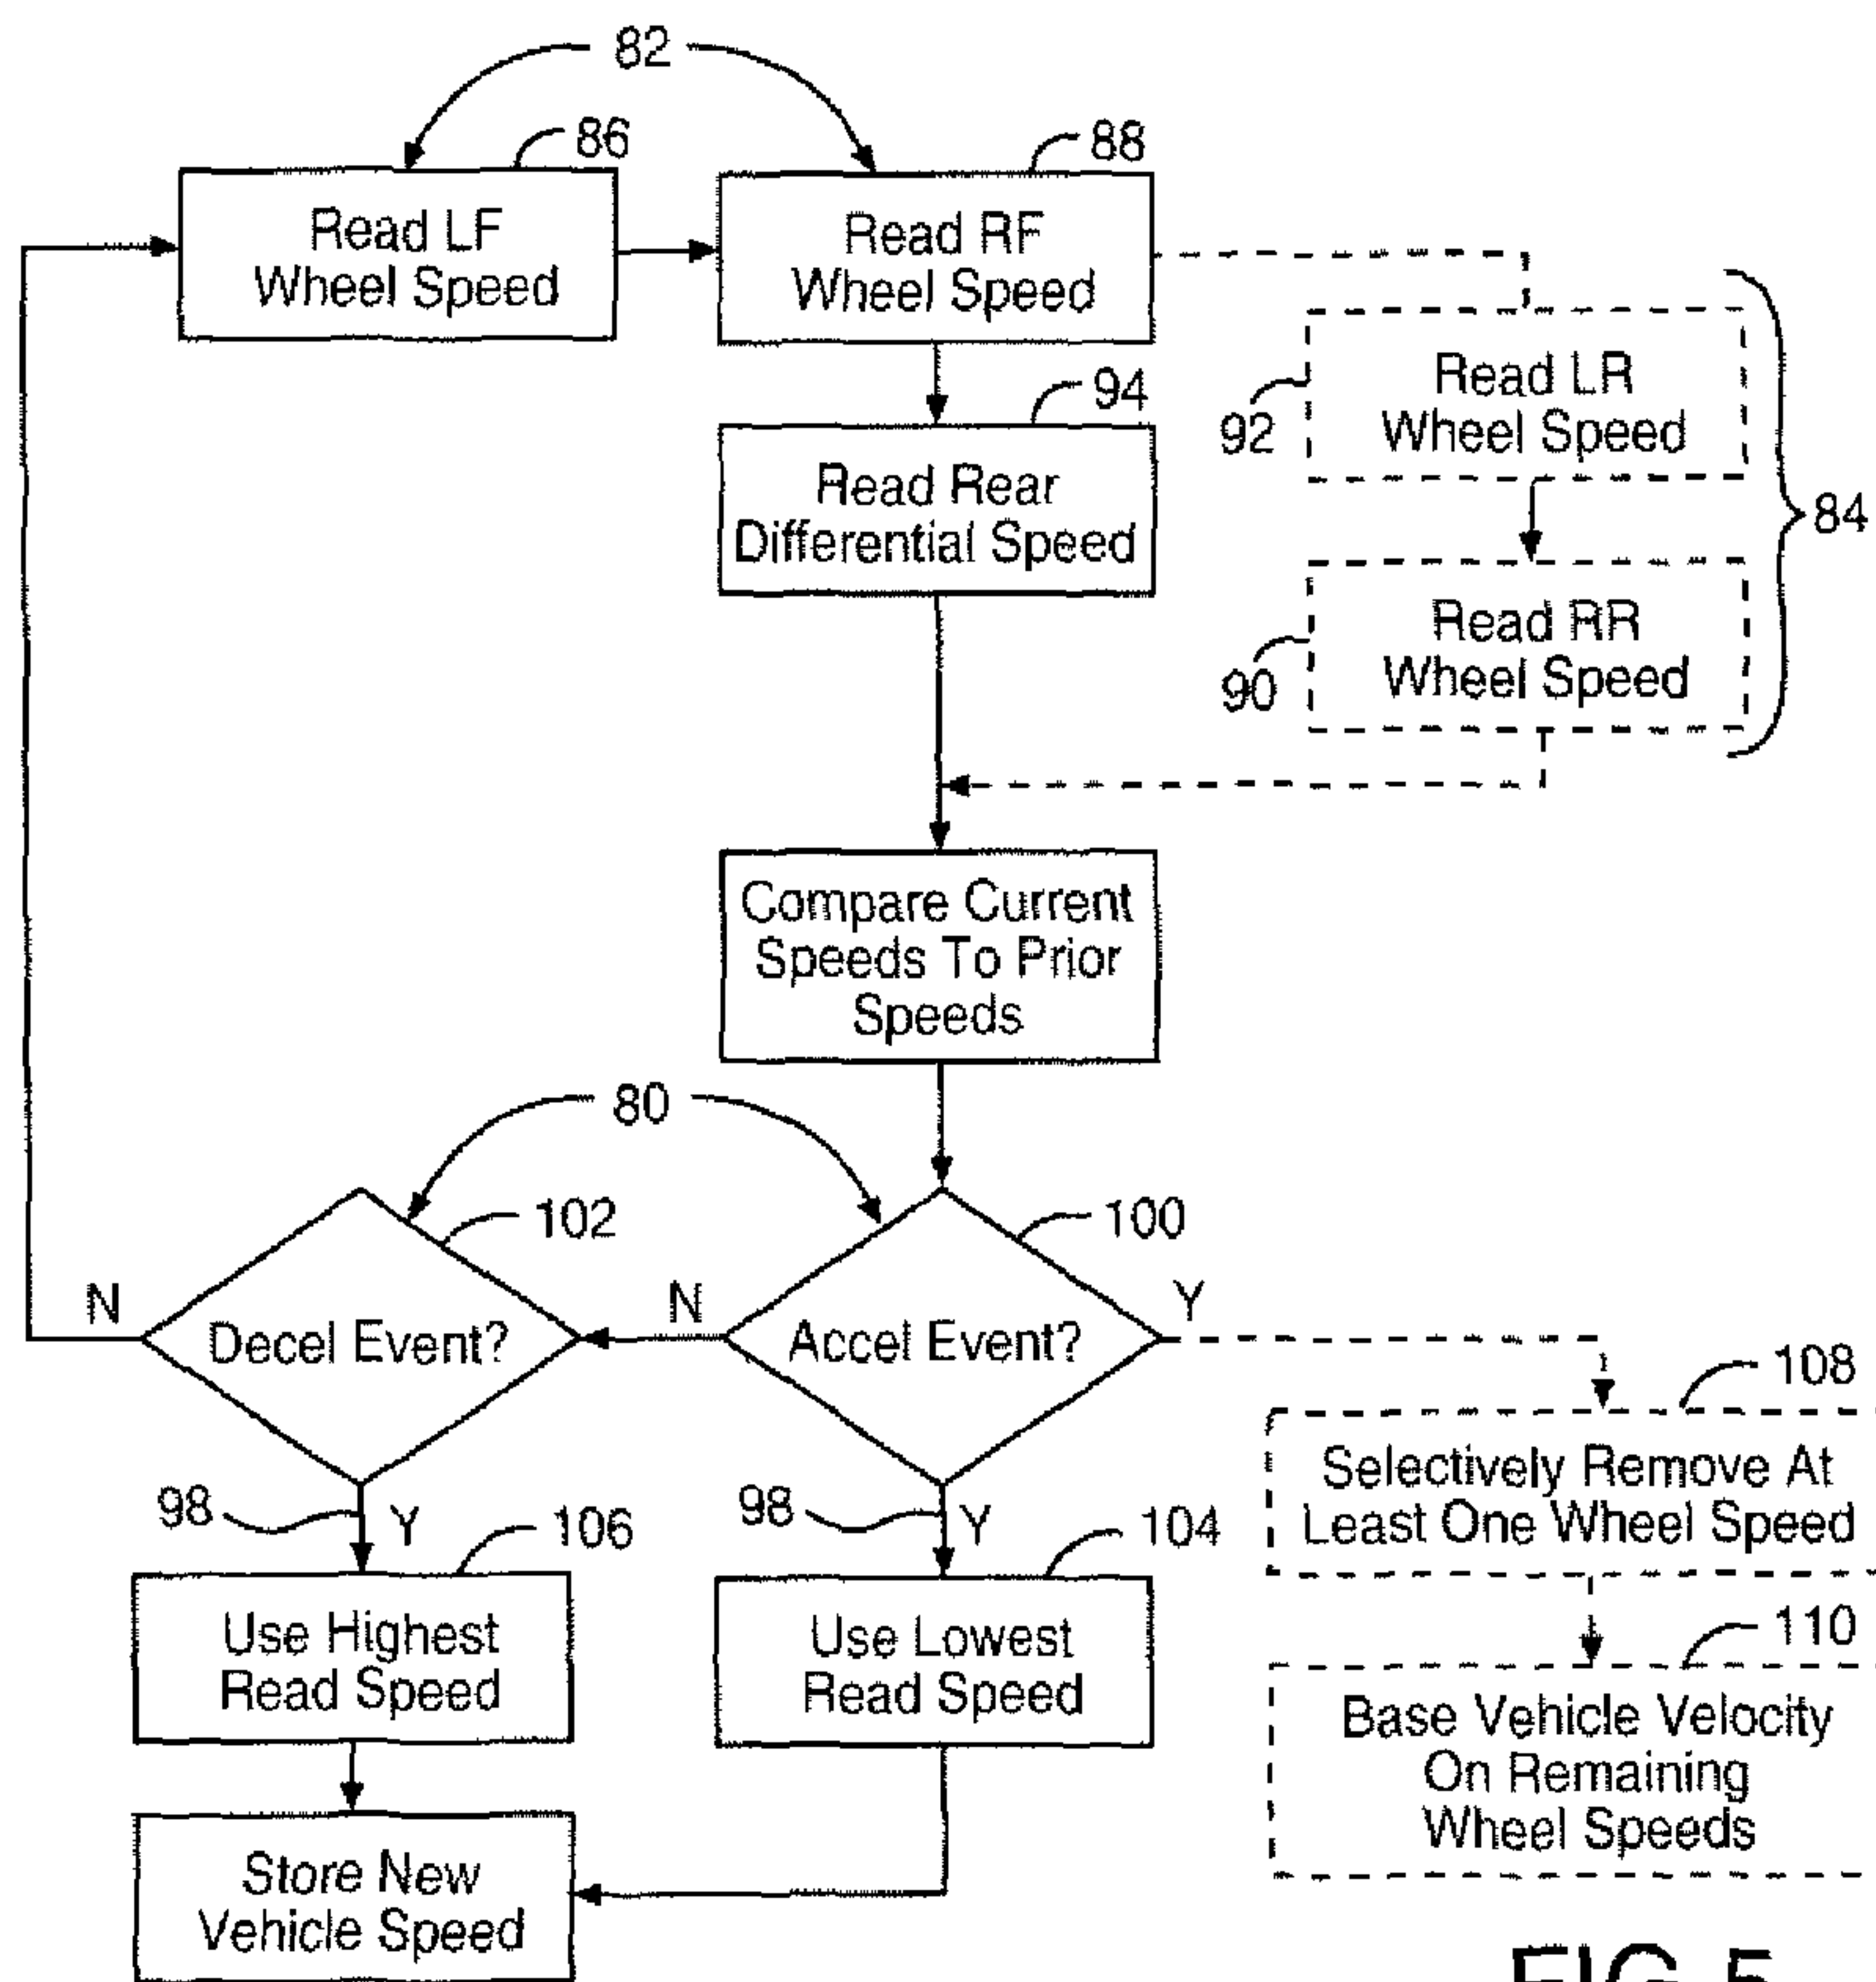 82
86
88
Read LF
Wheel Speed
Read RF
Wheel Speed
94
Read LR
Wheel Speed
92
84
Read Rear
Differential Speed
Read RR
Wheel Speed
90
Compare Current
Speeds To Prior
Speeds
80
102
100
N
Decel Event?
N
Accel Event?
Y
108
Selectively Remove At
Least One Wheel Speed
98
Y
106
98
Y
104
Use Highest
Read Speed
Use Lowest
Read Speed
110
Base Vehicle Velocity
On Remaining
Wheel Speeds
Store New
Vehicle Speed
FIG. 5